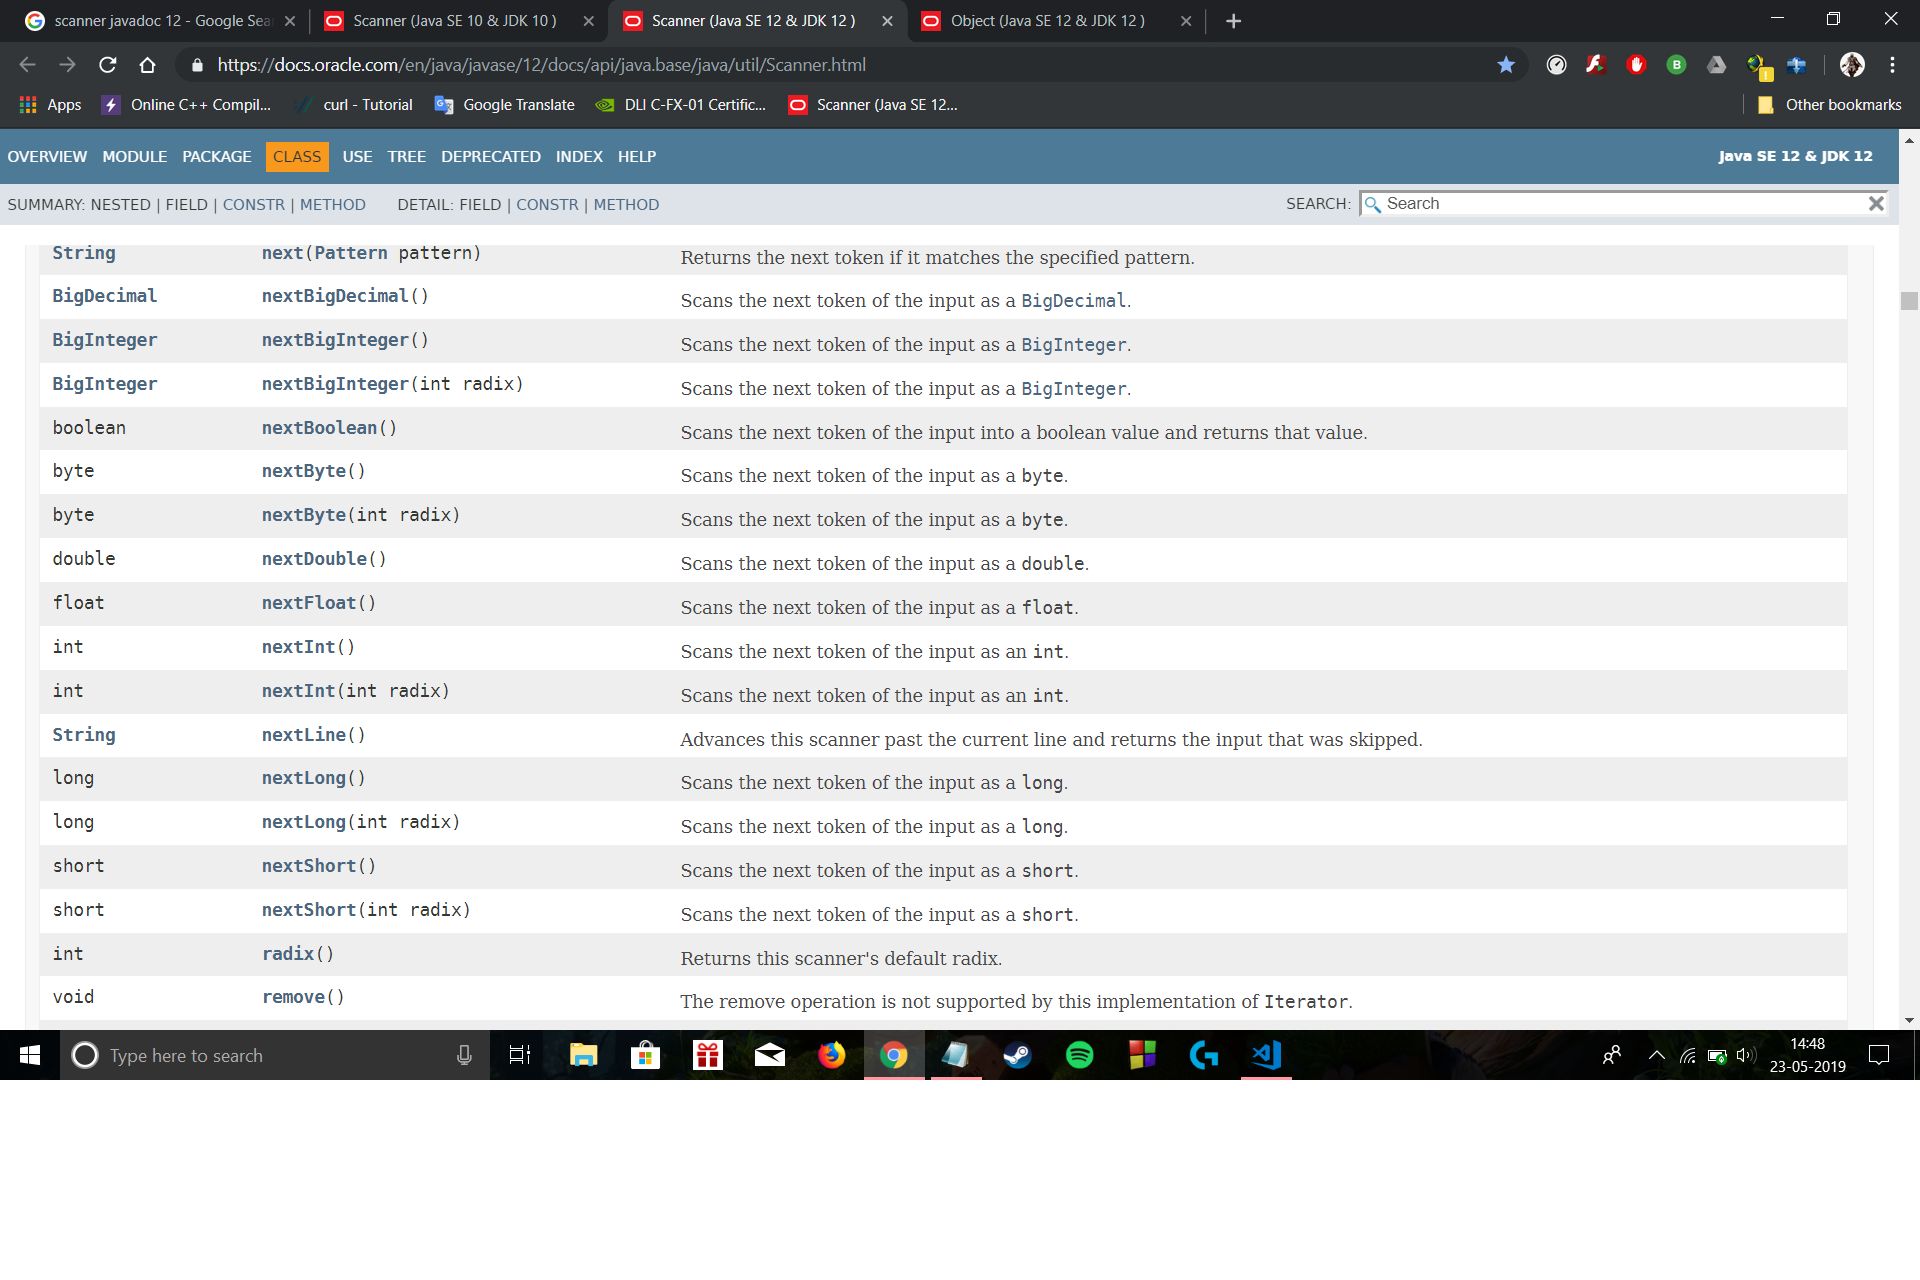 scanner javadoc 12 - Google Sea
Scanner (Java SE 10 & JDK 10 )
Scanner (Java SE 12 & JDK 12 )
Object (Java SE 12 & JDK 12 )
https://docs.oracle.com/en/java/javase/12/docs/api/java.base/java/util/Scanner.html
Apps
Online C++ Compil...
curl - Tutorial
Google Translate
DLI C-FX-01 Certific...
Scanner (Java SE 12...
Other bookmarks
OVERVIEW MODULE PACKAGE CLASS USE TREE DEPRECATED INDEX HELP
Java SE 12 & JDK 12
SUMMARY: NESTED | FIELD | CONSTR | METHOD DETAIL: FIELD | CONSTR | METHOD
SEARCH: Search
String next(Pattern pattern) Returns the next token if it matches the specified pattern.
BigDecimal nextBigDecimal() Scans the next token of the input as a BigDecimal.
BigInteger nextBigInteger() Scans the next token of the input as a BigInteger.
BigInteger nextBigInteger(int radix) Scans the next token of the input as a BigInteger.
boolean nextBoolean() Scans the next token of the input into a boolean value and returns that value.
byte nextByte() Scans the next token of the input as a byte.
byte nextByte(int radix) Scans the next token of the input as a byte.
double nextDouble() Scans the next token of the input as a double.
float nextFloat() Scans the next token of the input as a float.
int nextInt() Scans the next token of the input as an int.
int nextInt(int radix) Scans the next token of the input as an int.
String nextLine() Advances this scanner past the current line and returns the input that was skipped.
long nextLong() Scans the next token of the input as a long.
long nextLong(int radix) Scans the next token of the input as a long.
short nextShort() Scans the next token of the input as a short.
short nextShort(int radix) Scans the next token of the input as a short.
int radix() Returns this scanner's default radix.
void remove() The remove operation is not supported by this implementation of Iterator.
Type here to search
14:48
23-05-2019